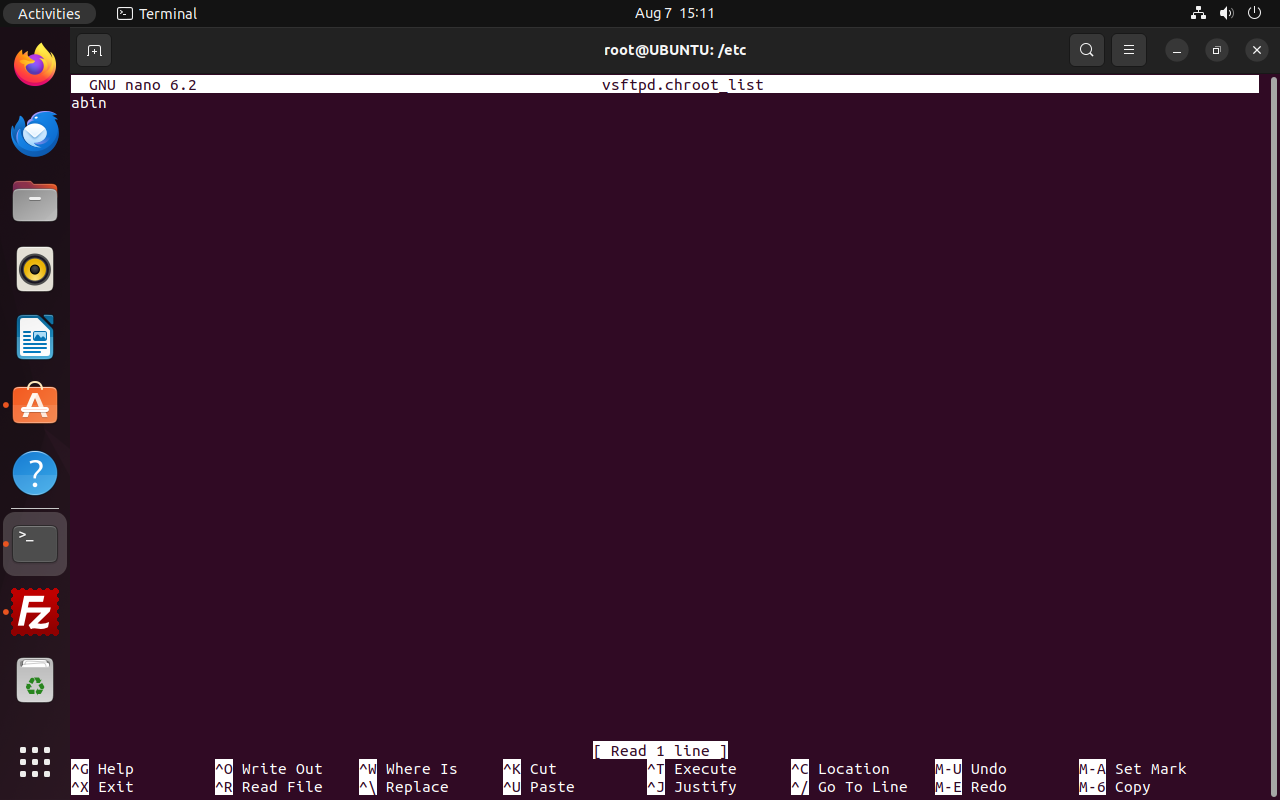 Activities Terminal Aug 7 15:11
root@UBUNTU: /etc
GNU nano 6.2 vsftpd.chroot_list
abin
[ Read 1 line ]
^G Help ^O Write Out ^W Where Is ^K Cut ^T Execute ^C Location M-U Undo M-A Set Mark
^X Exit ^R Read File ^\ Replace ^U Paste ^J Justify ^/ Go To Line M-E Redo M-6 Copy